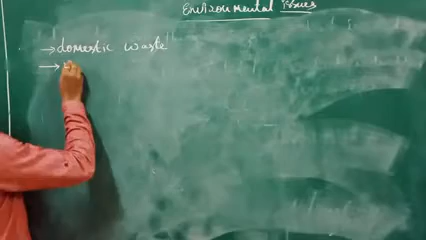 Environmental issues
→domestic waste
→